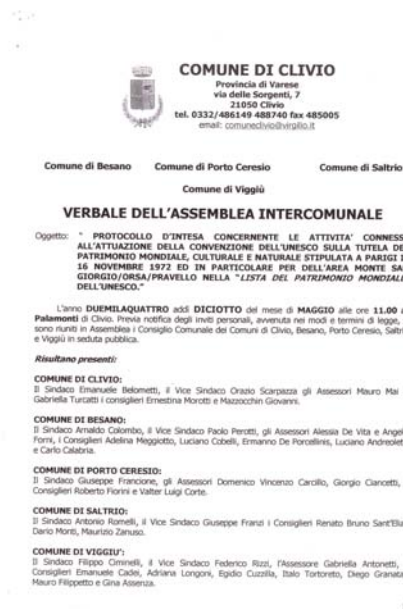 COMUNE DI CLIVIO
Provincia di Varese
via delle Sorgenti, 7
21050 Clivio
tel. 0332/486149 488740 fax 485005
email: comuneclivio@virgilio.it
Comune di Besano Comune di Porto Ceresio Comune di Saltrio
Comune di Viggiù
VERBALE DELL'ASSEMBLEA INTERCOMUNALE
Oggetto: " PROTOCOLLO D'INTESA CONCERNENTE LE ATTIVITA' CONNESS
ALL'ATTUAZIONE DELLA CONVENZIONE DELL'UNESCO SULLA TUTELA DE
PATRIMONIO MONDIALE, CULTURALE E NATURALE STIPULATA A PARIGI I
16 NOVEMBRE 1972 ED IN PARTICOLARE PER DELL'AREA MONTE SA
GIORGIO/ORSA/PRAVELLO NELLA "LISTA DEL PATRIMONIO MONDIALE
DELL'UNESCO."
L'anno DUEMILAQUATTRO addì DICIOTTO del mese di MAGGIO alle ore 11.00
Palamonti di Clivio. Previa notifica degli inviti personali, avvenuta nei modi e termini di legge,
sono riuniti in Assemblea i Consiglio Comunale dei Comuni di Clivio, Besano, Porto Ceresio, Saltri
e Viggiù in seduta pubblica.
Risultano presenti:
COMUNE DI CLIVIO:
Il Sindaco Emanuele Belometti, il Vice Sindaco Orazio Scarpazza gli Assessori Mauro Mai
Gabriella Turcatti i consiglieri Ernestina Morotti e Mazzocchin Giovanni.
COMUNE DI BESANO:
Il Sindaco Arnaldo Colombo, il Vice Sindaco Paolo Perotti, gli Assessori Alessia De Vita e Angel
Forni, i Consiglieri Adelina Meggiotto, Luciano Cobelli, Ermanno De Porcellinis, Luciano Andreolet
e Carlo Calabria.
COMUNE DI PORTO CERESIO:
Il Sindaco Giuseppe Francione, gli Assessori Domenico Vincenzo Carcillo, Giorgio Ciancetti,
Consiglieri Roberto Fiorini e Valter Luigi Corte.
COMUNE DI SALTRIO:
Il Sindaco Antonio Romelli, il Vice Sindaco Giuseppe Franzi i Consiglieri Renato Bruno Sant'Elia
Dario Monti, Maurizio Zanuso.
COMUNE DI VIGGIU':
Il Sindaco Filippo Ciminelli, il Vice Sindaco Federico Rizzi, l'Assessore Gabriella Antonetti,
Consiglieri Emanuele Cadei, Adriana Longoni, Egidio Cuzzilla, Italo Tortoreto, Diego Granata
Mauro Filippetto e Gina Assenza.